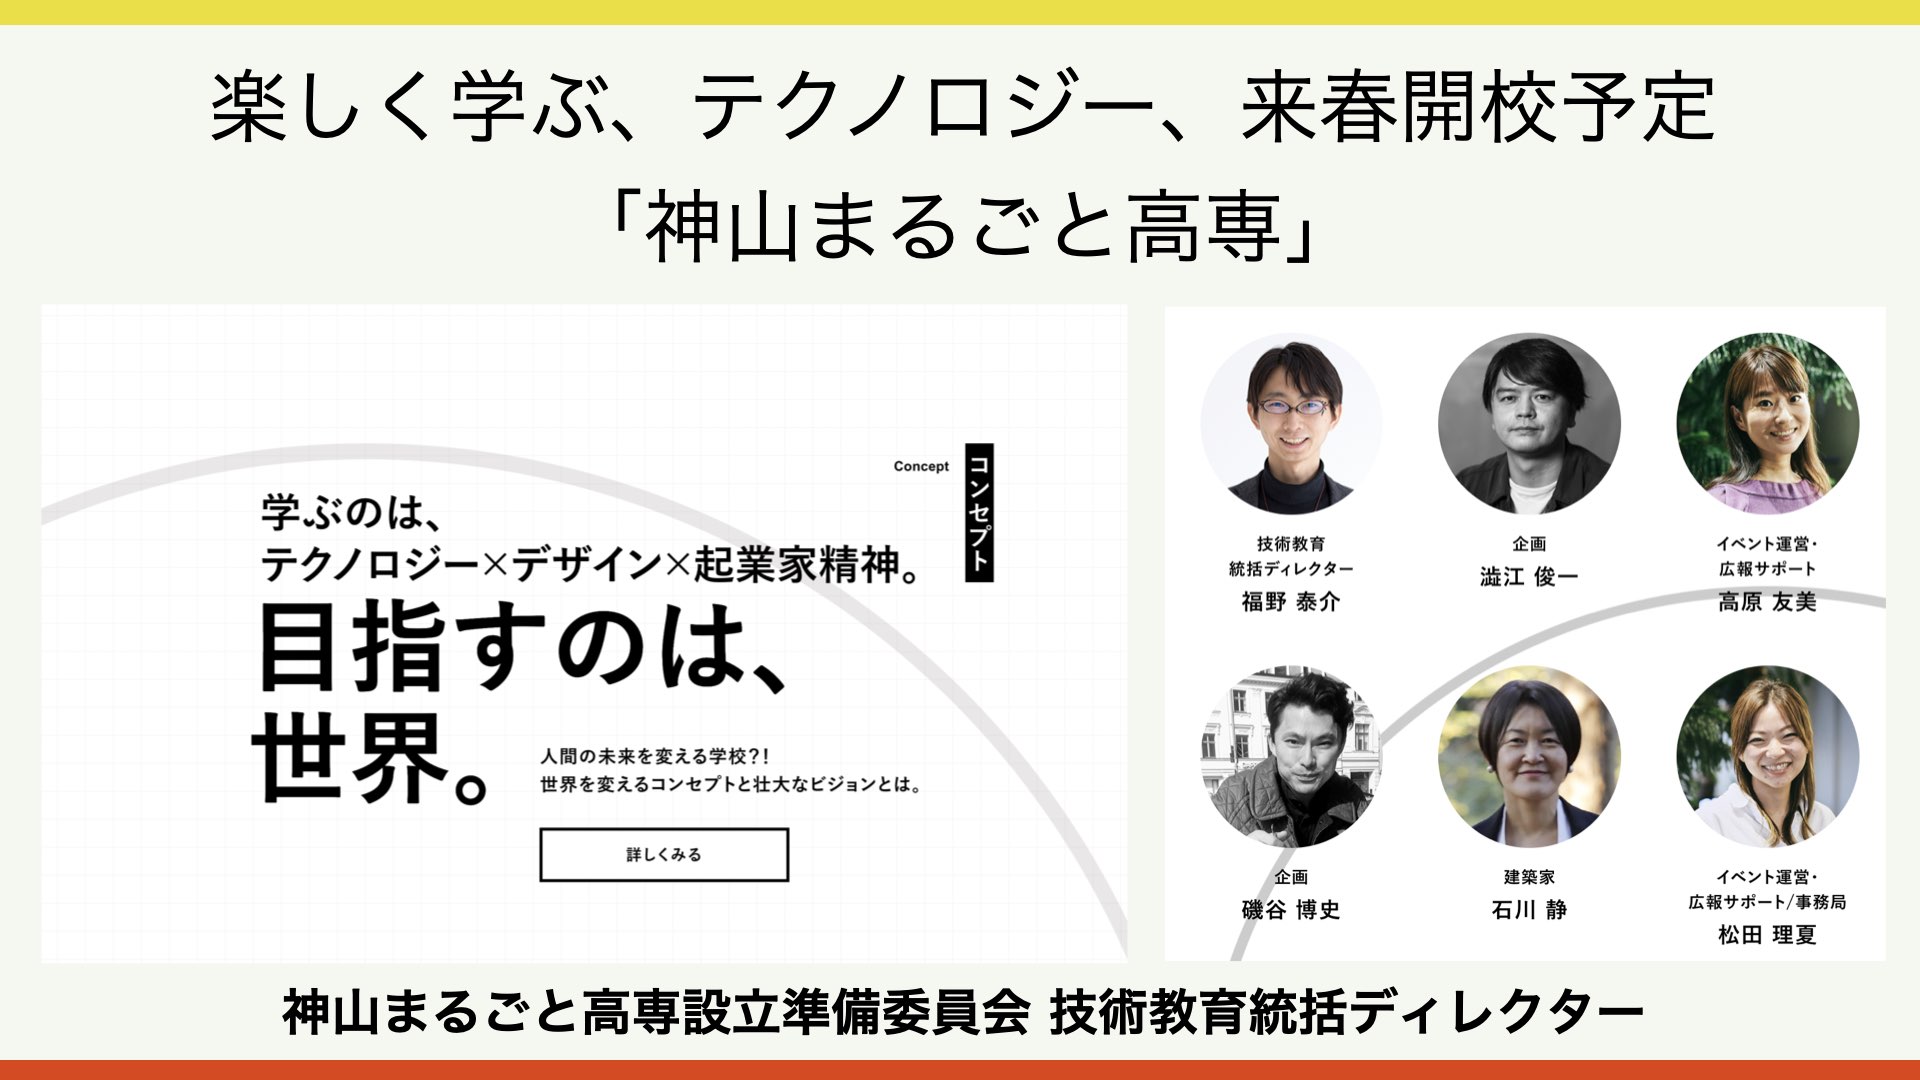 楽しく学ぶ、テクノロジー、来春開校予定
「神山まるごと高専」
Concept
コンセプト
学ぶのは、
テクノロジー×デザイン×起業家精神。
目指すのは、
世界。
人間の未来を変える学校?!
世界を変えるコンセプトと壮大なビジョンとは。
詳しくみる
技術教育
統括ディレクター
福野 泰介
企画
澁江 俊一
イベント運営・
広報サポート
高原 友美
企画
磯谷 博史
建築家
石川 静
イベント運営・
広報サポート/事務局
松田 理夏
神山まるごと高専設立準備委員会 技術教育統括ディレクター